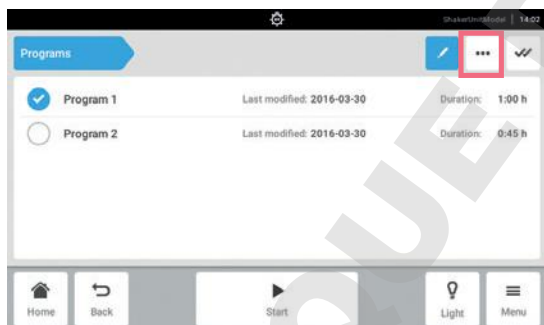 ShakerUnitModel | 14:02
Programs
Program 1 Last modified: 2016-03-30 Duration: 1:00 h
Program 2 Last modified: 2016-03-30 Duration: 0:45 h
Home Back Start Light Menu